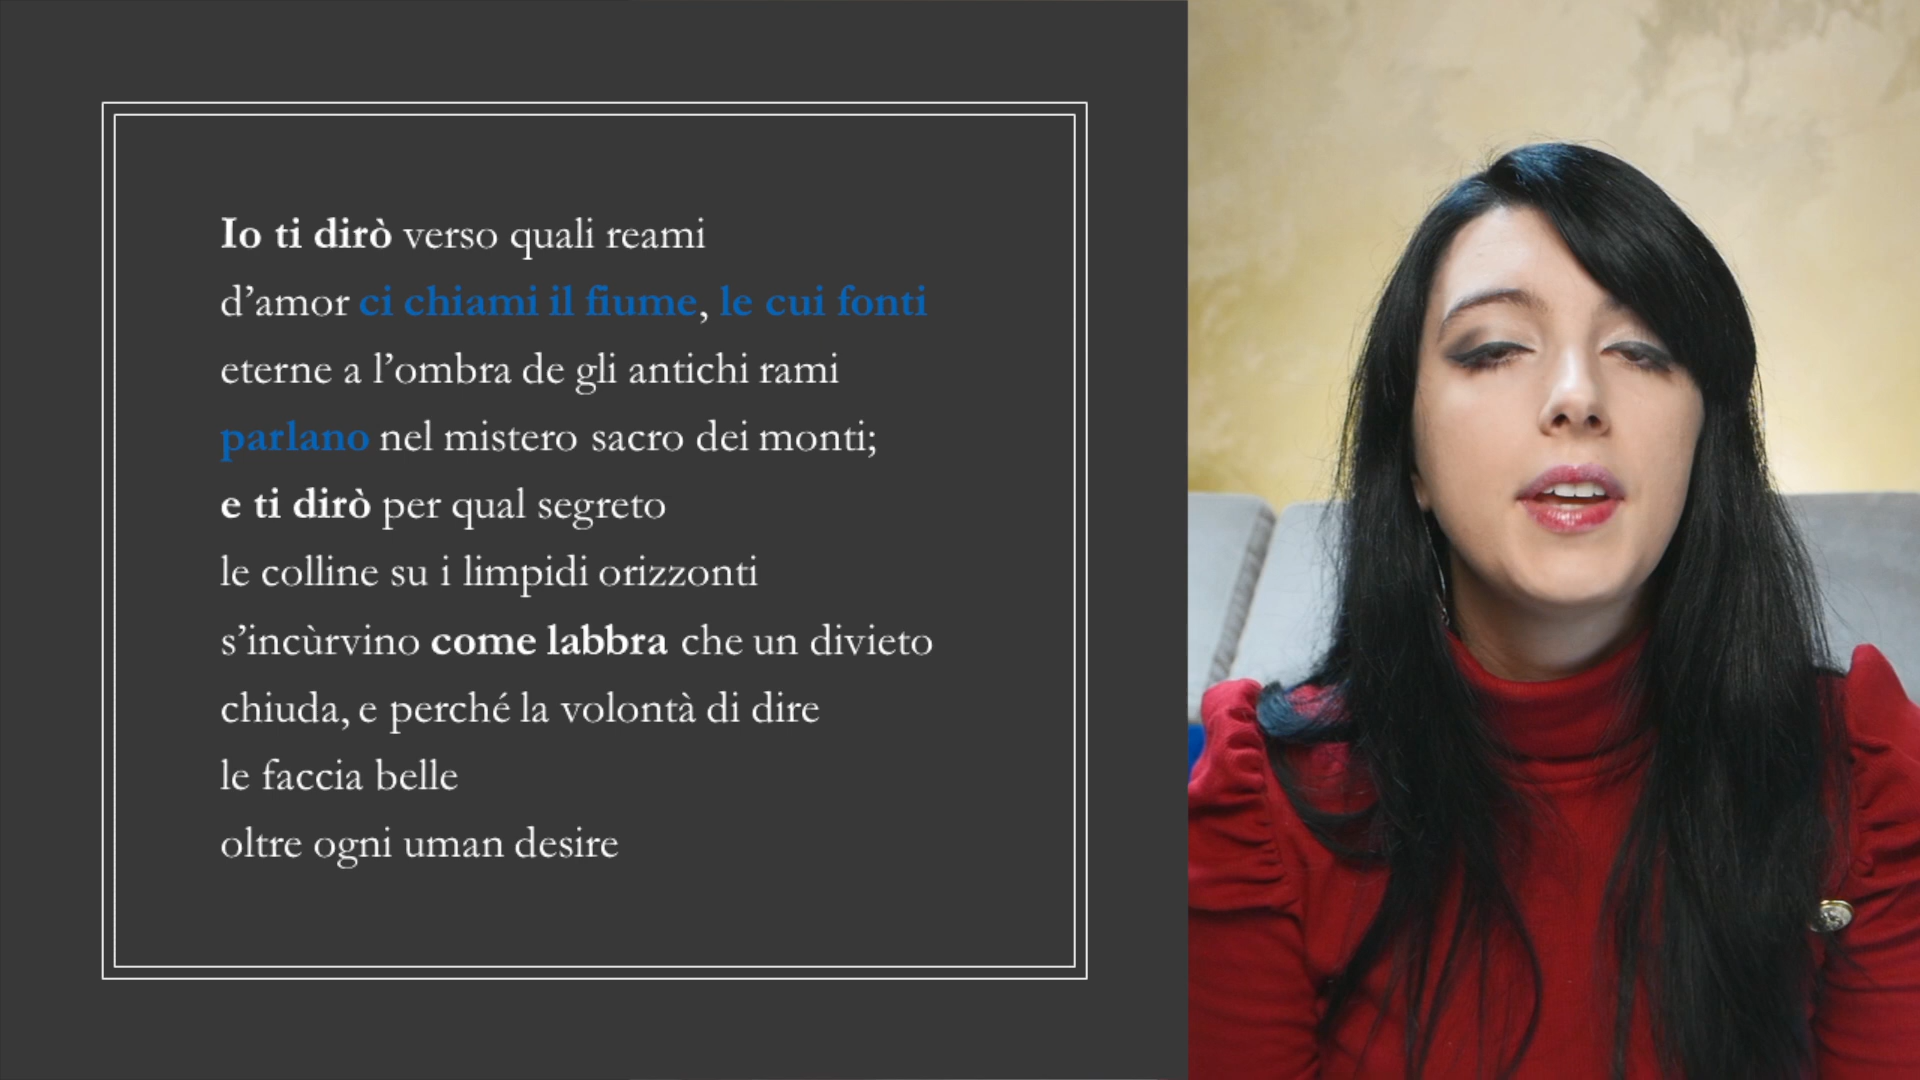 Io ti dirò verso quali reami
d’amor ci chiami il fiume, le cui fonti
eterne a l’ombra de gli antichi rami
parlano nel mistero sacro dei monti;
e ti dirò per qual segreto
le colline su i limpidi orizzonti
s’incùrvino come labbra che un divieto
chiuda, e perché la volontà di dire
le faccia belle
oltre ogni uman desire